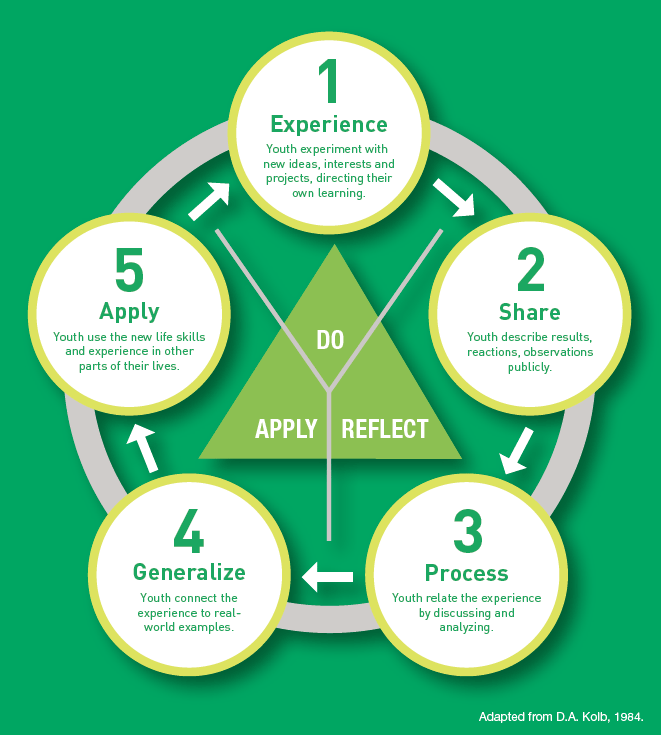 1
Experience
Youth experiment with
new ideas, interests and
projects, directing their
own learning.
2
Share
Youth describe results,
reactions, observations
publicly.
3
Process
Youth relate the experience
by discussing and
analyzing.
4
Generalize
Youth connect the
experience to real-
world examples.
5
Apply
Youth use the new life skills
and experience in other
parts of their lives.
DO
APPLY
REFLECT
Adapted from D.A. Kolb, 1984.